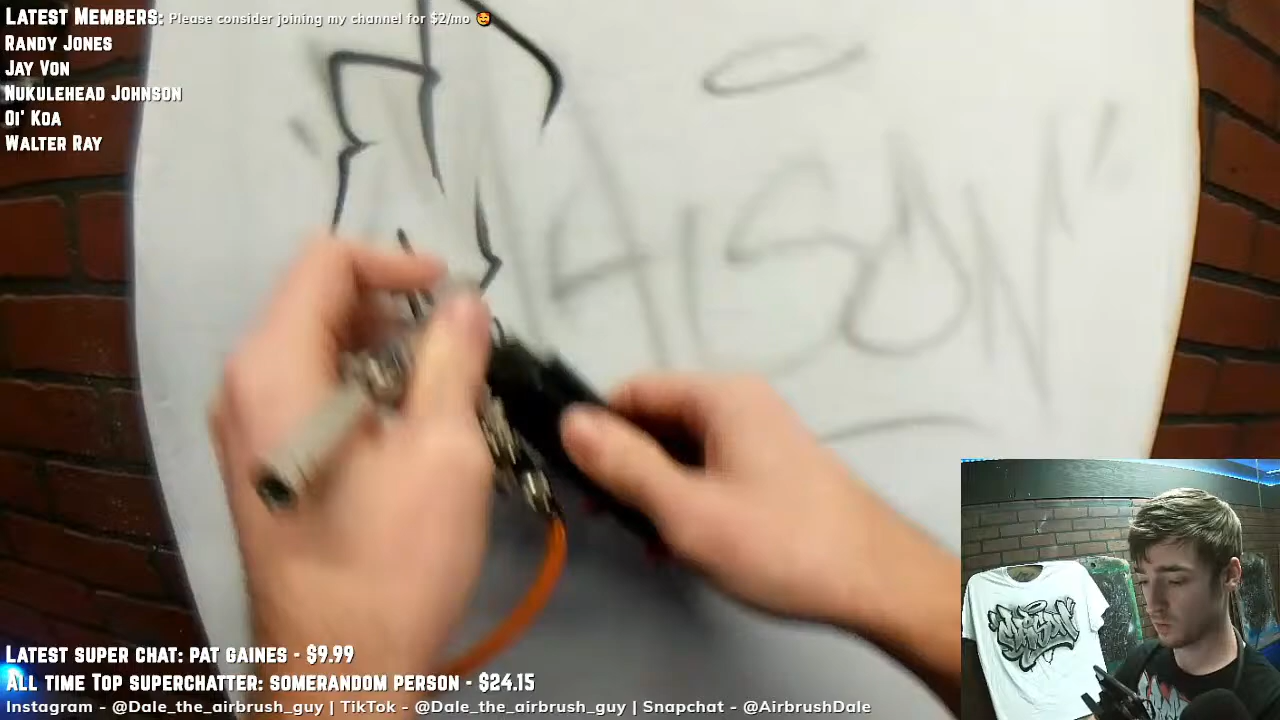 LATEST MEMBERS: Please consider joining my channel for $2/mo 🥰
RANDY JONES
JAY VON
NUKULEHEAD JOHNSON
OI' KOA
WALTER RAY
LATEST SUPER CHAT: PAT GAINES - $9.99
ALL TIME TOP SUPERCHATTER: SOMERANDOM PERSON - $24.15
Instagram - @Dale_the_airbrush_guy | TikTok - @Dale_the_airbrush_guy | Snapchat - @AirbrushDale